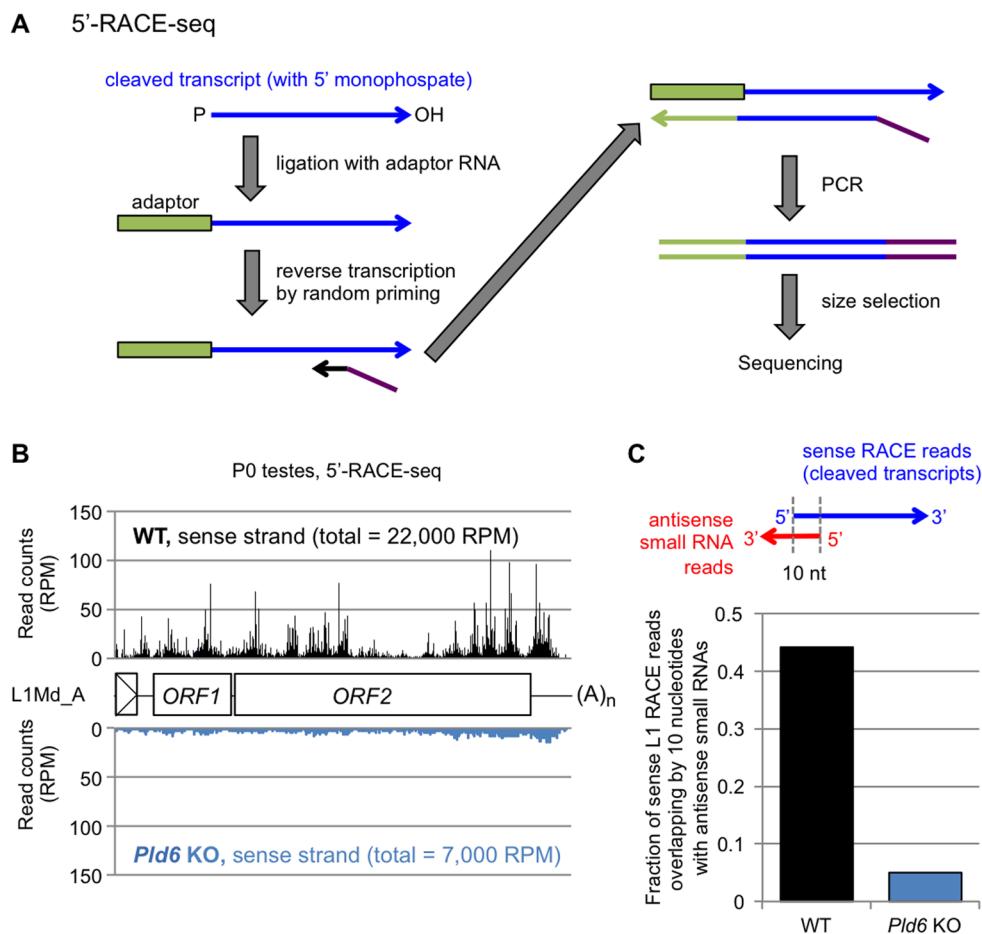 A 5’-RACE-seq
cleaved transcript (with 5’ monophospate)
P OH
ligation with adaptor RNA
adaptor
reverse transcription
by random priming
PCR
size selection
Sequencing
B
P0 testes, 5’-RACE-seq
WT, sense strand (total = 22,000 RPM)
Read counts
(RPM)
150
100
50
0
L1Md_A ORF1 ORF2 (A)n
Read counts
(RPM)
0
50
100
150
Pld6 KO, sense strand (total = 7,000 RPM)
C
sense RACE reads
(cleaved transcripts)
5’ 3’
antisense
small RNA
reads
3’ 5’
10 nt
Fraction of sense L1 RACE reads
overlapping by 10 nucleotides
with antisense small RNAs
0.5
0.4
0.3
0.2
0.1
0
WT Pld6 KO